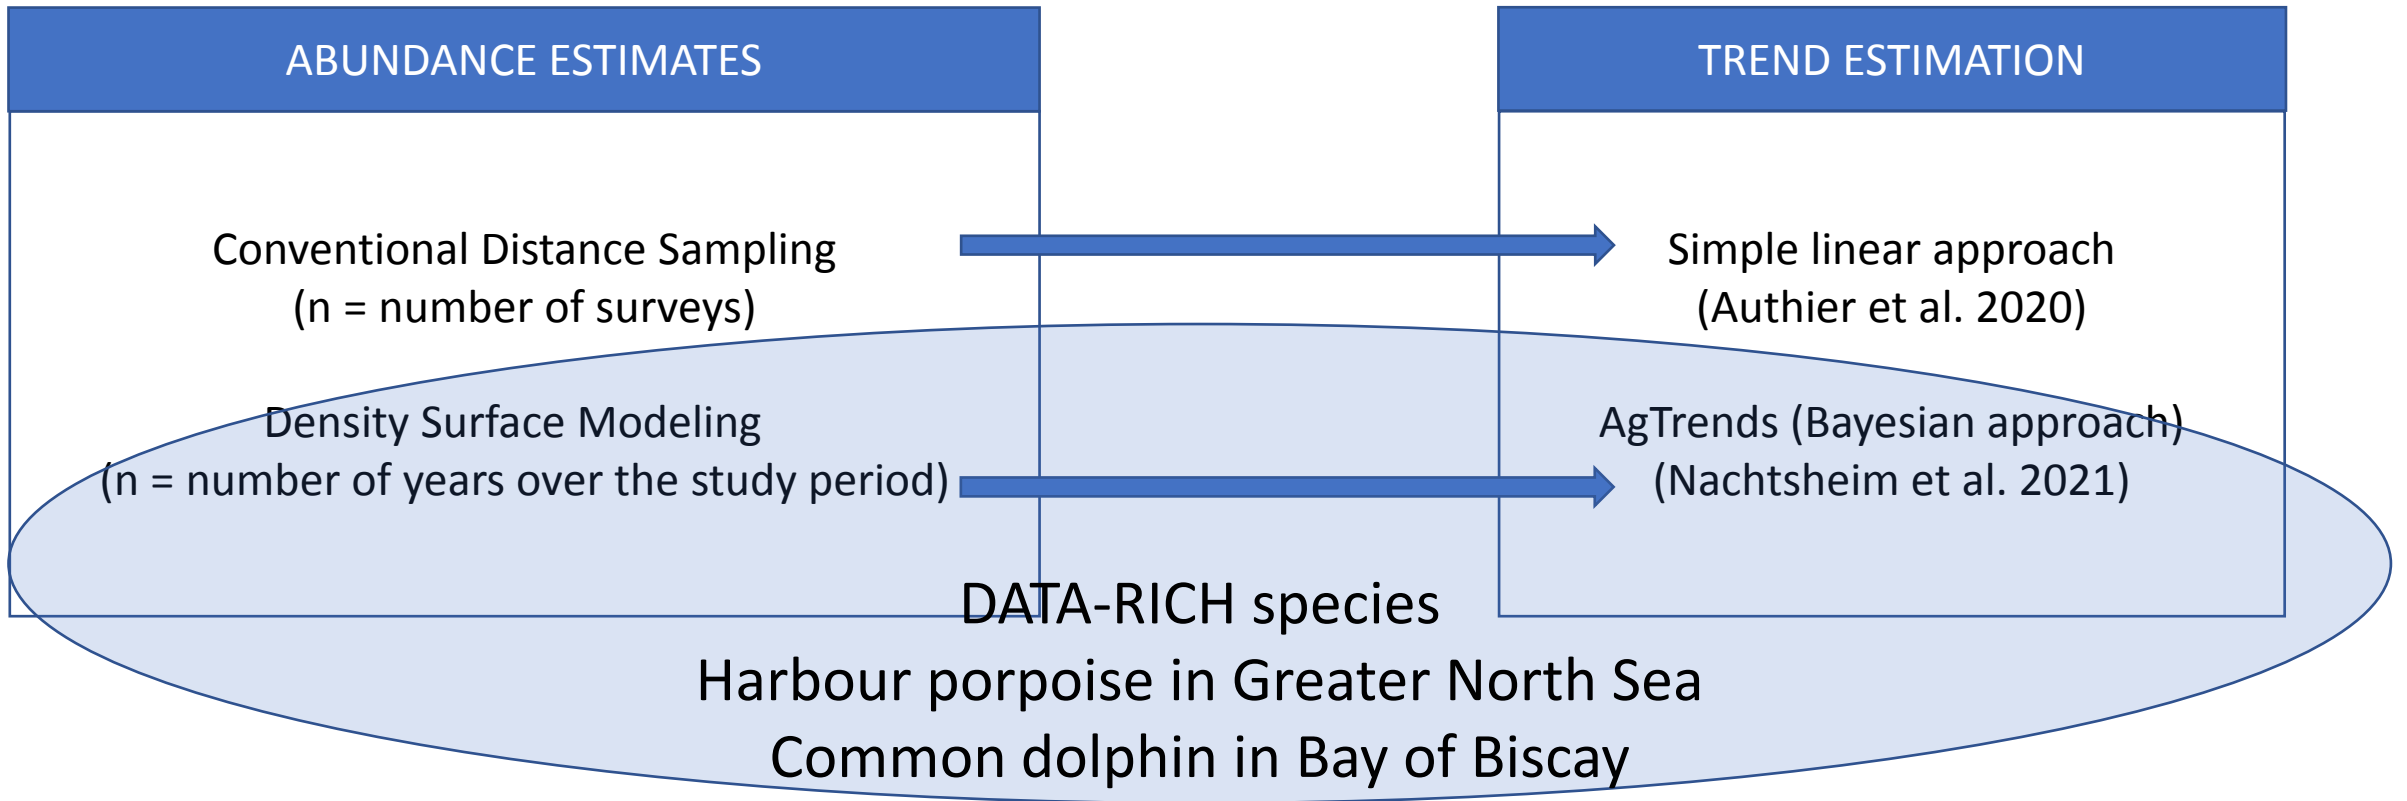 ABUNDANCE ESTIMATES
TREND ESTIMATION
Conventional Distance Sampling
(n = number of surveys)
Simple linear approach
(Authier et al. 2020)
Density Surface Modeling
(n = number of years over the study period)
AgTrends (Bayesian approach)
(Nachtsheim et al. 2021)
DATA-RICH species
Harbour porpoise in Greater North Sea
Common dolphin in Bay of Biscay